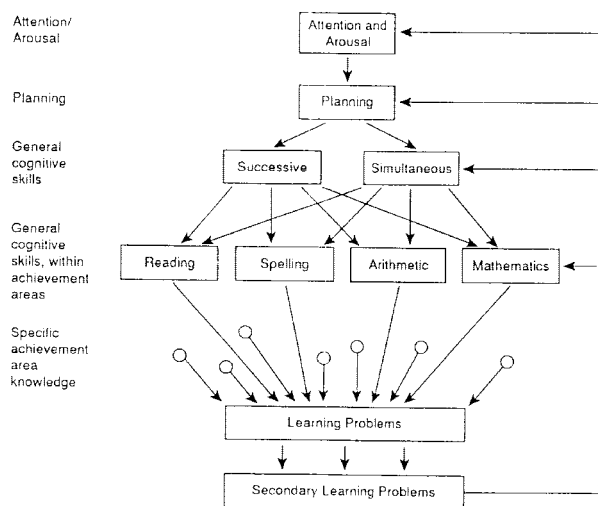 Attention/
Arousal
Attention and
Arousal
Planning
Planning
General
cognitive
skills
Successive
Simultaneous
General
cognitive
skills, within
achievement
areas
Reading
Spelling
Arithmetic
Mathematics
Specific
achievement
area
knowledge
Learning Problems
Secondary Learning Problems